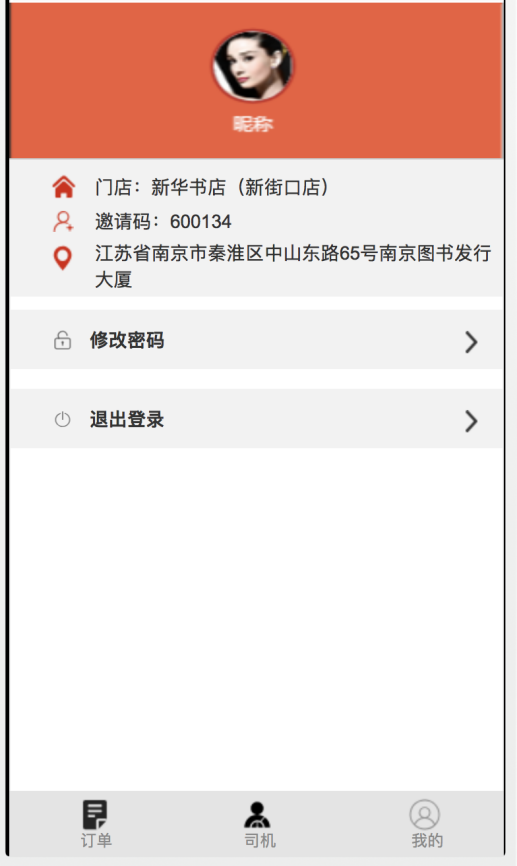 昵称
门店：新华书店（新街口店）
邀请码：600134
江苏省南京市秦淮区中山东路65号南京图书发行
大厦
修改密码
退出登录
订单
司机
我的